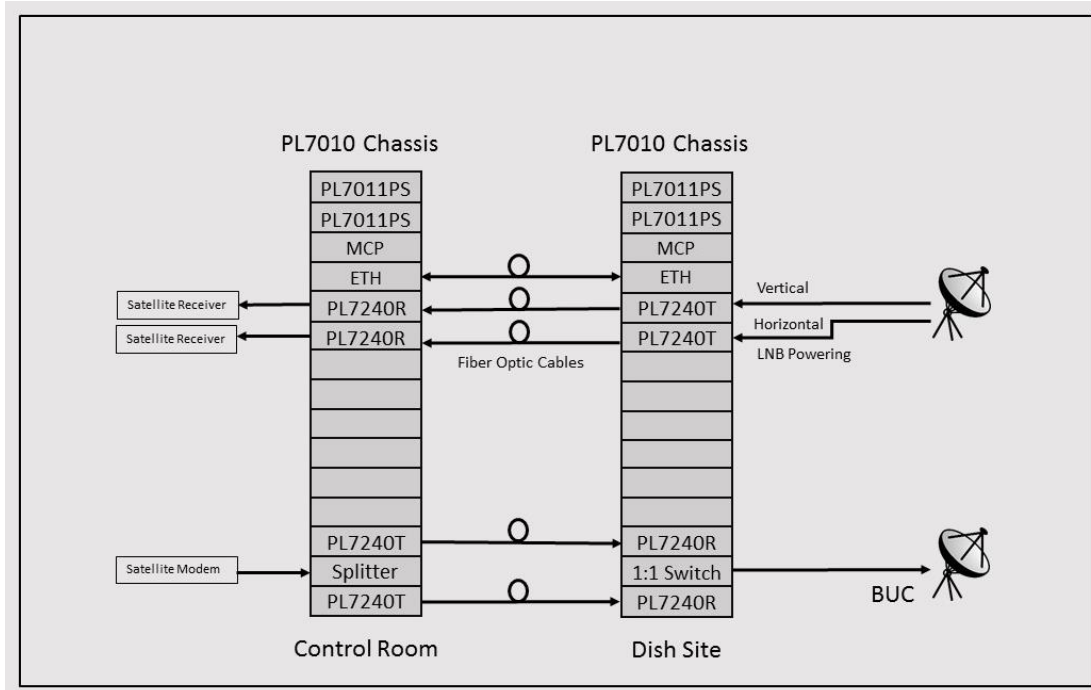 PL7010 Chassis
PL7010 Chassis
PL7011PS
PL7011PS
PL7011PS
PL7011PS
MCP
MCP
ETH
ETH
Vertical
Satellite Receiver
PL7240R
PL7240T
Horizontal
Satellite Receiver
PL7240R
PL7240T
Fiber Optic Cables
LNB Powering
PL7240T
PL7240R
Satellite Modem
Splitter
1:1 Switch
BUC
PL7240T
PL7240R
Control Room
Dish Site